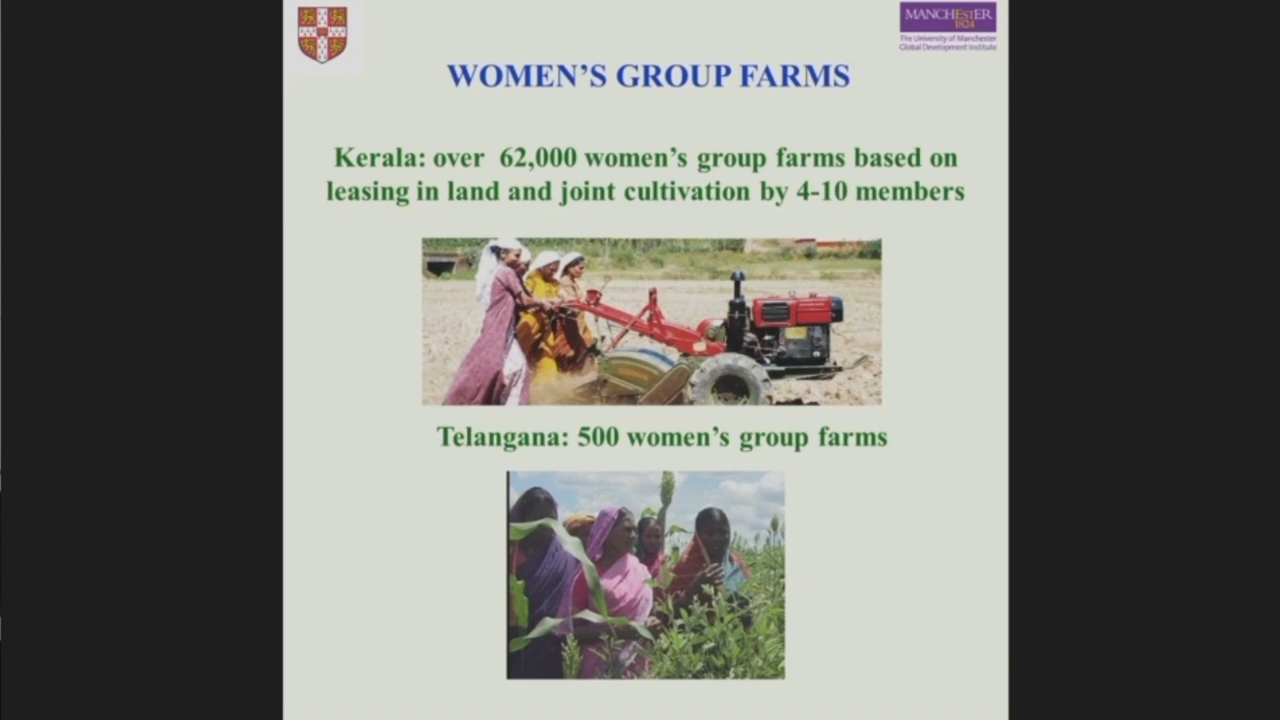 MANCHESTER
1824
The University of Manchester
Global Development Institute
WOMEN’S GROUP FARMS
Kerala: over 62,000 women’s group farms based on
leasing in land and joint cultivation by 4-10 members
Telangana: 500 women’s group farms